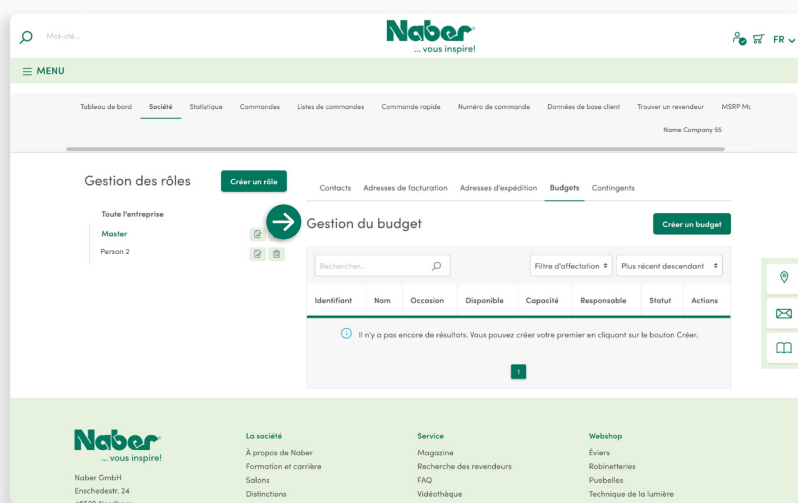 Mot-clé...
Naber
... vous inspire!
FR
MENU
Tableau de bord Société Statistique Commandes Listes de commandes Commande rapide Numéro de commande Données de base client Trouver un revendeur MSRP Mo
Name Company 55
Gestion des rôles Créer un rôle
Contacts Adresses de facturation Adresses d'expédition Budgets Contingents
Toute l'entreprise
Master
Person 2
Gestion du budget Créer un budget
Rechercher... Filtre d'affectation Plus récent descendant
Identifiant Nom Occasion Disponible Capacité Responsable Statut Actions
Il n'y a pas encore de résultats. Vous pouvez créer votre premier en cliquant sur le bouton Créer.
1
Naber
... vous inspire!
Naber GmbH
Enschedestr. 24
48529 Nordhorn
La société
À propos de Naber
Formation et carrière
Salons
Distinctions
Service
Magazine
Recherche des revendeurs
FAQ
Vidéothèque
Webshop
Éviers
Robinetteries
Puebelles
Technique de la lumière